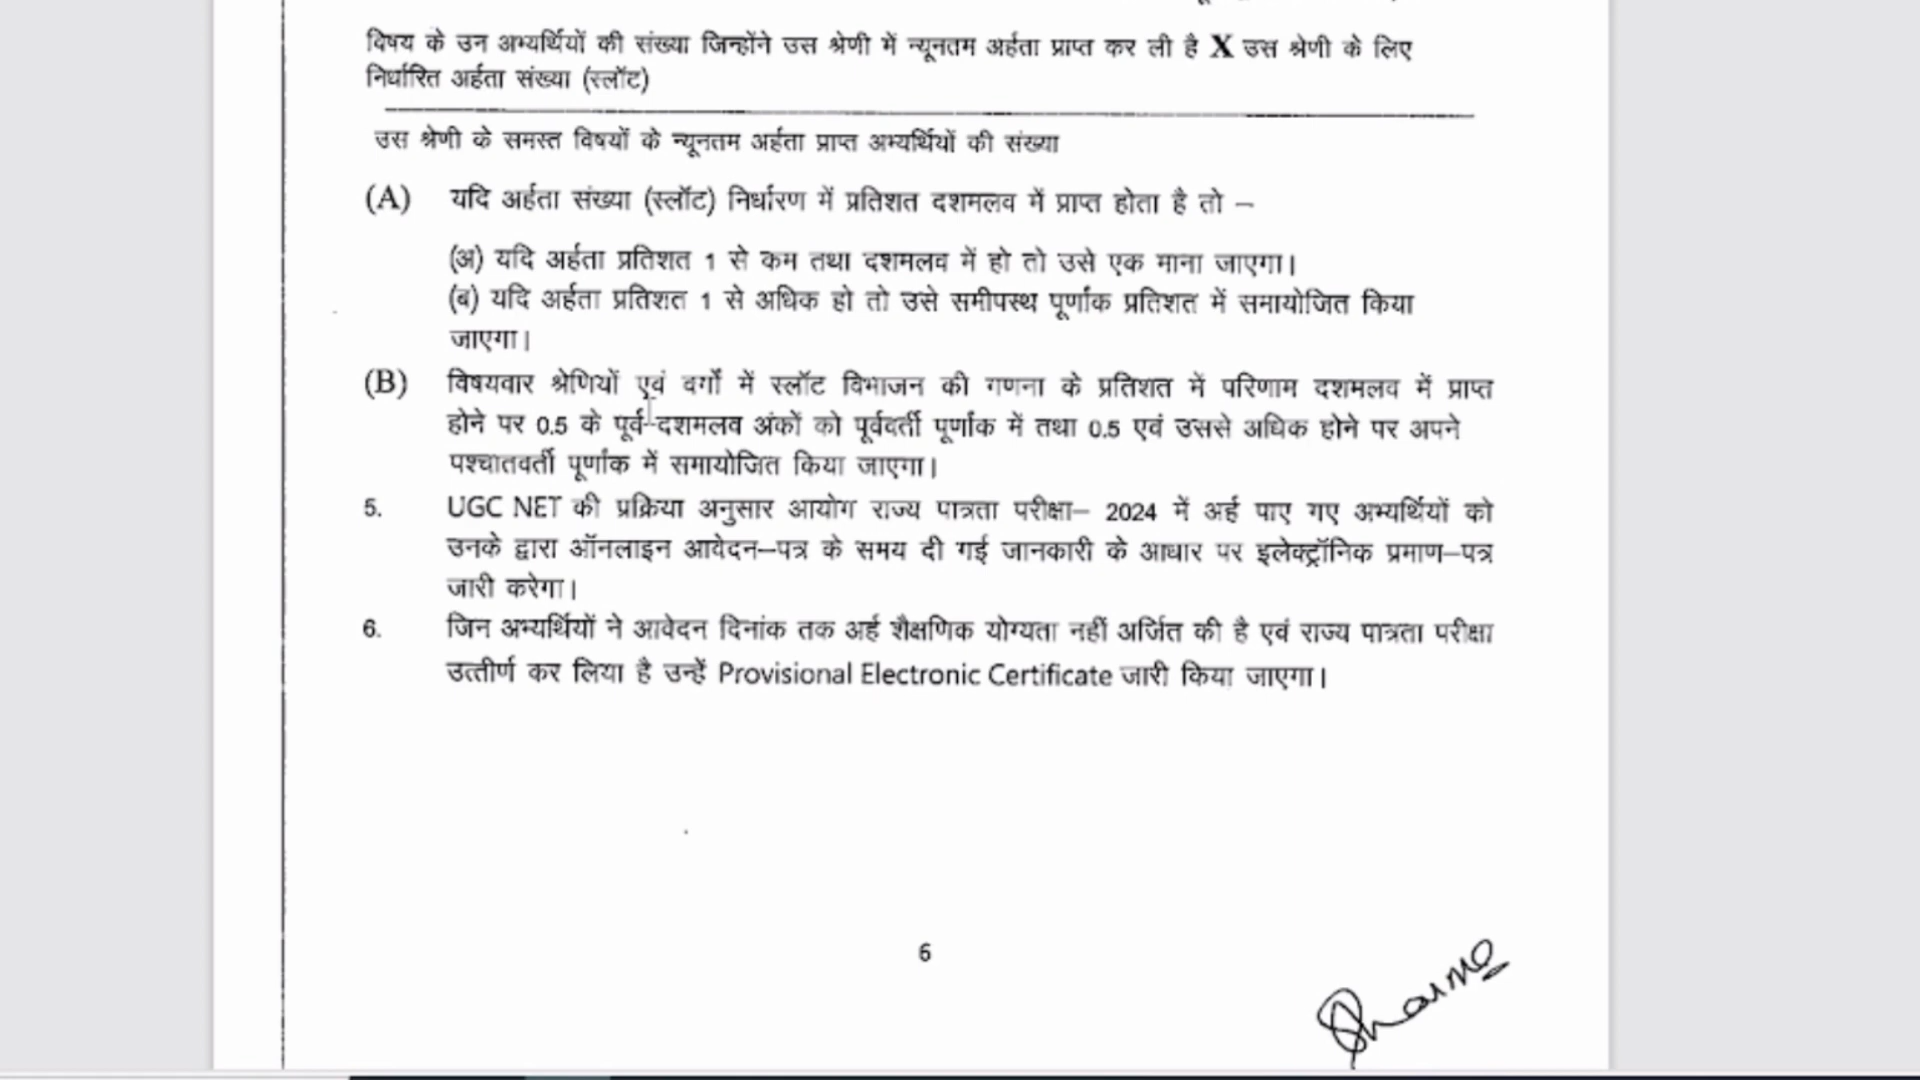 विषय के उन अभ्यर्थियों की संख्या जिन्होंने उस श्रेणी में न्यूनतम अर्हता प्राप्त कर ली है X उस श्रेणी के लिए
निर्धारित अर्हता संख्या (स्लॉट)
उस श्रेणी के समस्त विषयों के न्यूनतम अर्हता प्राप्त अभ्यर्थियों की संख्या
(A) यदि अर्हता संख्या (स्लॉट) निर्धारण में प्रतिशत दशमलव में प्राप्त होता है तो –
(अ) यदि अर्हता प्रतिशत 1 से कम तथा दशमलव में हो तो उसे एक माना जाएगा।
(ब) यदि अर्हता प्रतिशत 1 से अधिक हो तो उसे समीपस्थ पूर्णांक प्रतिशत में समायोजित किया
जाएगा।
(B) विषयवार श्रेणियों एवं वर्गों में स्लॉट विभाजन की गणना के प्रतिशत में परिणाम दशमलव में प्राप्त
होने पर 0.5 के पूर्व दशमलव अंकों को पूर्ववर्ती पूर्णांक में तथा 0.5 एवं उससे अधिक होने पर अपने
पश्चातवर्ती पूर्णांक में समायोजित किया जाएगा।
5. UGC NET की प्रक्रिया अनुसार आयोग राज्य पात्रता परीक्षा– 2024 में अर्ह पाए गए अभ्यर्थियों को
उनके द्वारा ऑनलाइन आवेदन–पत्र के समय दी गई जानकारी के आधार पर इलेक्ट्रॉनिक प्रमाण–पत्र
जारी करेगा।
6. जिन अभ्यर्थियों ने आवेदन दिनांक तक अर्ह शैक्षणिक योग्यता नहीं अर्जित की है एवं राज्य पात्रता परीक्षा
उत्तीर्ण कर लिया है उन्हें Provisional Electronic Certificate जारी किया जाएगा।
6